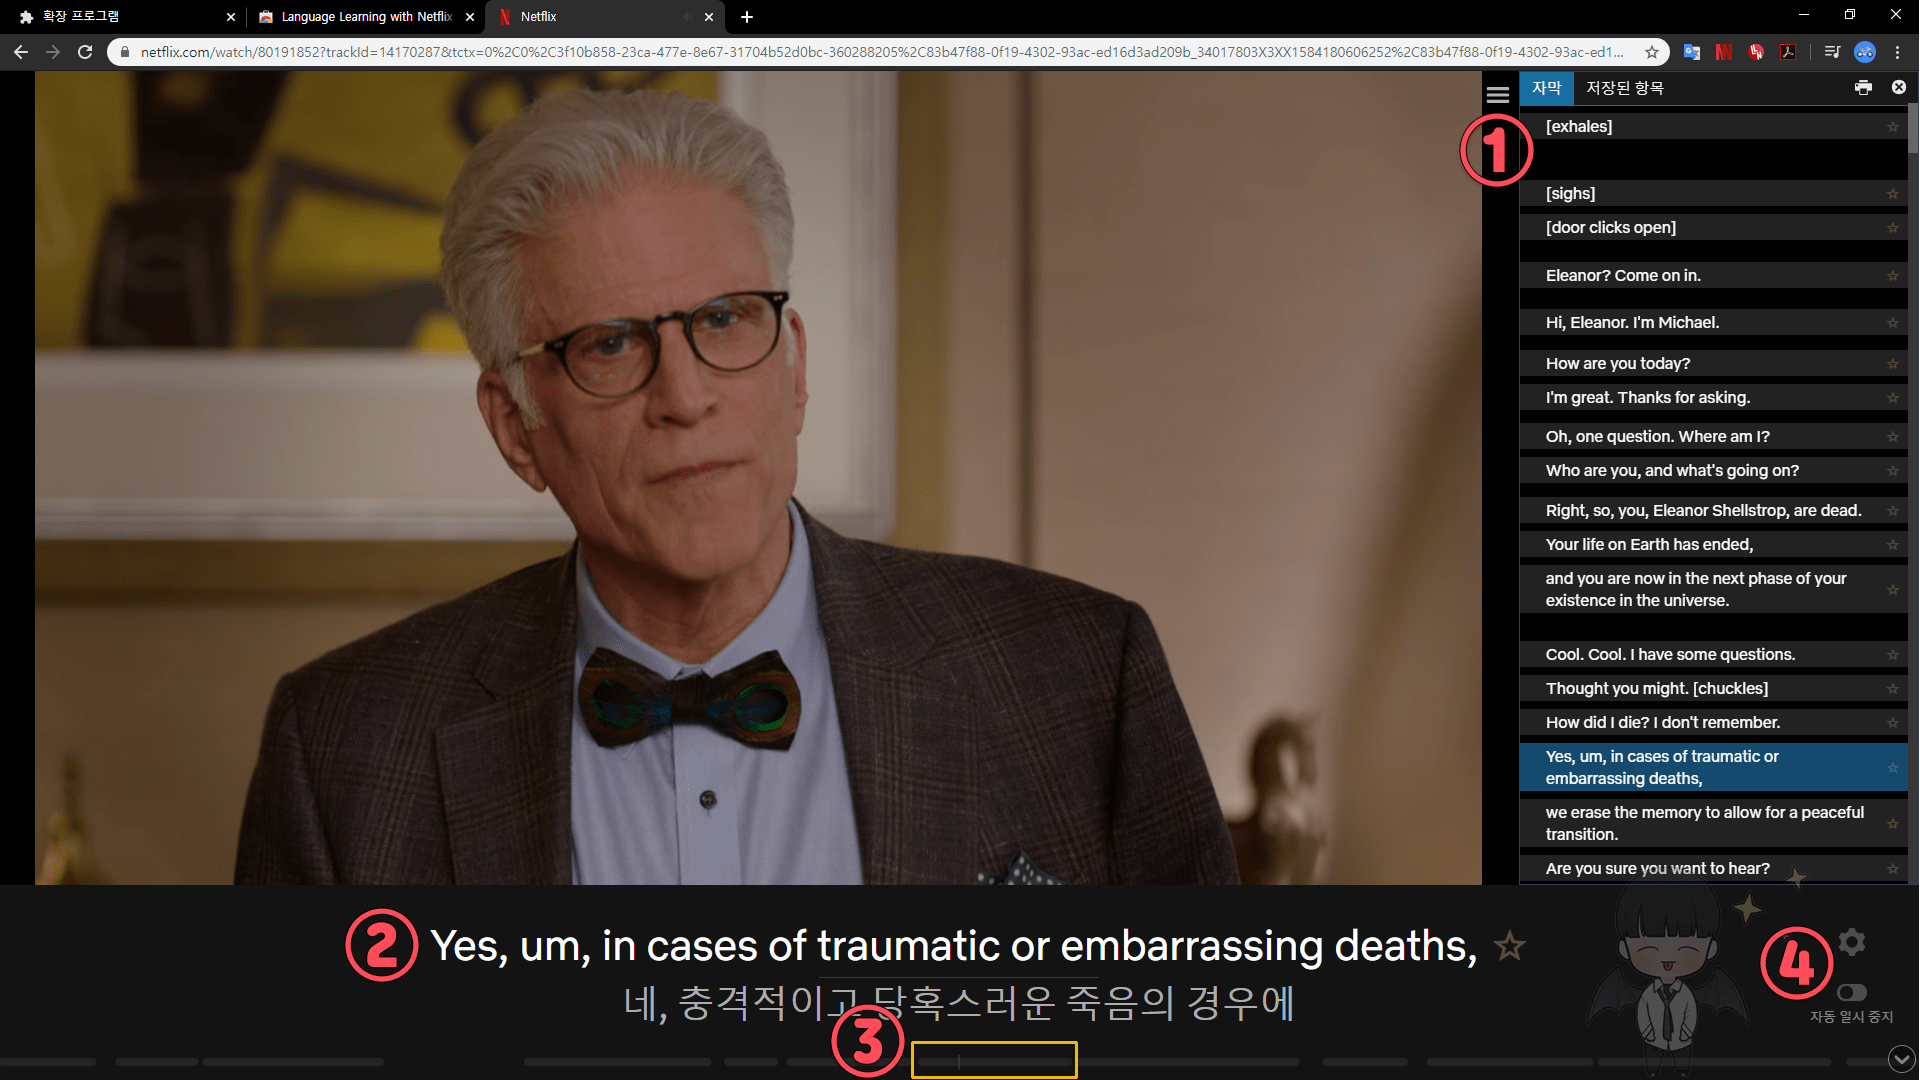 확장 프로그램
Language Learning with Netflix
Netflix
netflix.com/watch/80191852?trackId=14170287&tctx=0%2C0%2C3f10b858-23ca-477e-8e67-31704b52d0bc-360288205%2C83b47f88-0f19-4302-93ac-ed16d3ad209b_34017803X3XX1584180606252%2C83b47f88-0f19-4302-93ac-ed1...
자막 저장된 항목
①
[exhales]
[sighs]
[door clicks open]
Eleanor? Come on in.
Hi, Eleanor. I'm Michael.
How are you today?
I'm great. Thanks for asking.
Oh, one question. Where am I?
Who are you, and what's going on?
Right, so, you, Eleanor Shellstrop, are dead.
Your life on Earth has ended,
and you are now in the next phase of your
existence in the universe.
Cool. Cool. I have some questions.
Thought you might. [chuckles]
How did I die? I don't remember.
Yes, um, in cases of traumatic or
embarrassing deaths,
we erase the memory to allow for a peaceful
transition.
Are you sure you want to hear?
② Yes, um, in cases of traumatic or embarrassing deaths,
네, 충격적이고 당혹스러운 죽음의 경우에
③
④
자동 일시 중지